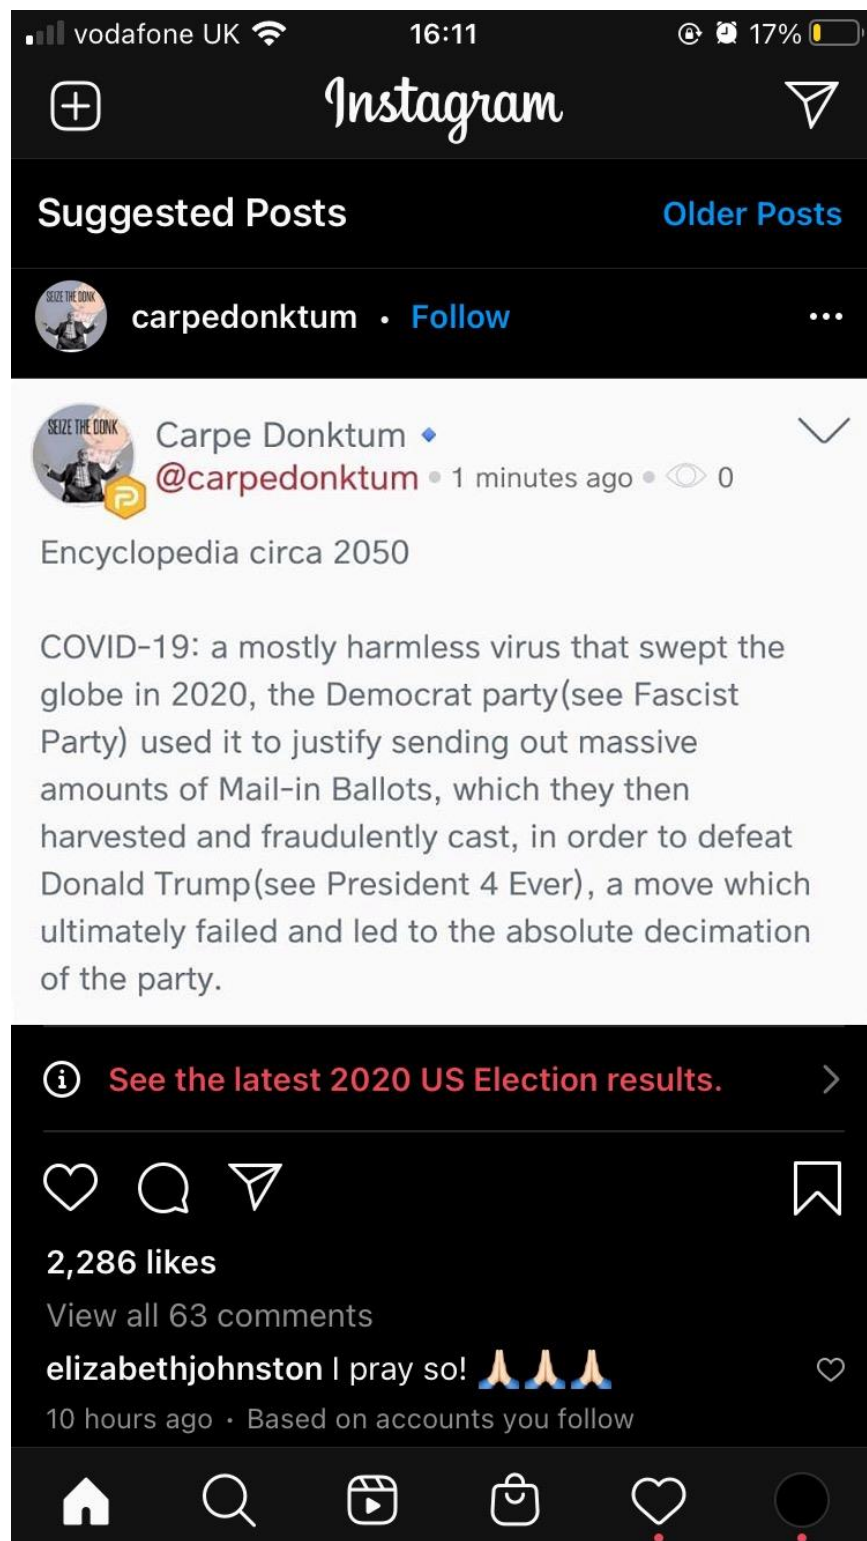 vodafone UK 16:11 17%
Instagram
Suggested Posts Older Posts
SEIZE THE DONK
carpedonktum • Follow
SEIZE THE DONK
Carpe Donktum
@carpedonktum • 1 minutes ago • 0
Encyclopedia circa 2050
COVID-19: a mostly harmless virus that swept the
globe in 2020, the Democrat party(see Fascist
Party) used it to justify sending out massive
amounts of Mail-in Ballots, which they then
harvested and fraudulently cast, in order to defeat
Donald Trump(see President 4 Ever), a move which
ultimately failed and led to the absolute decimation
of the party.
See the latest 2020 US Election results.
2,286 likes
View all 63 comments
elizabethjohnston I pray so! 🙏🏻🙏🏻🙏🏻
10 hours ago • Based on accounts you follow